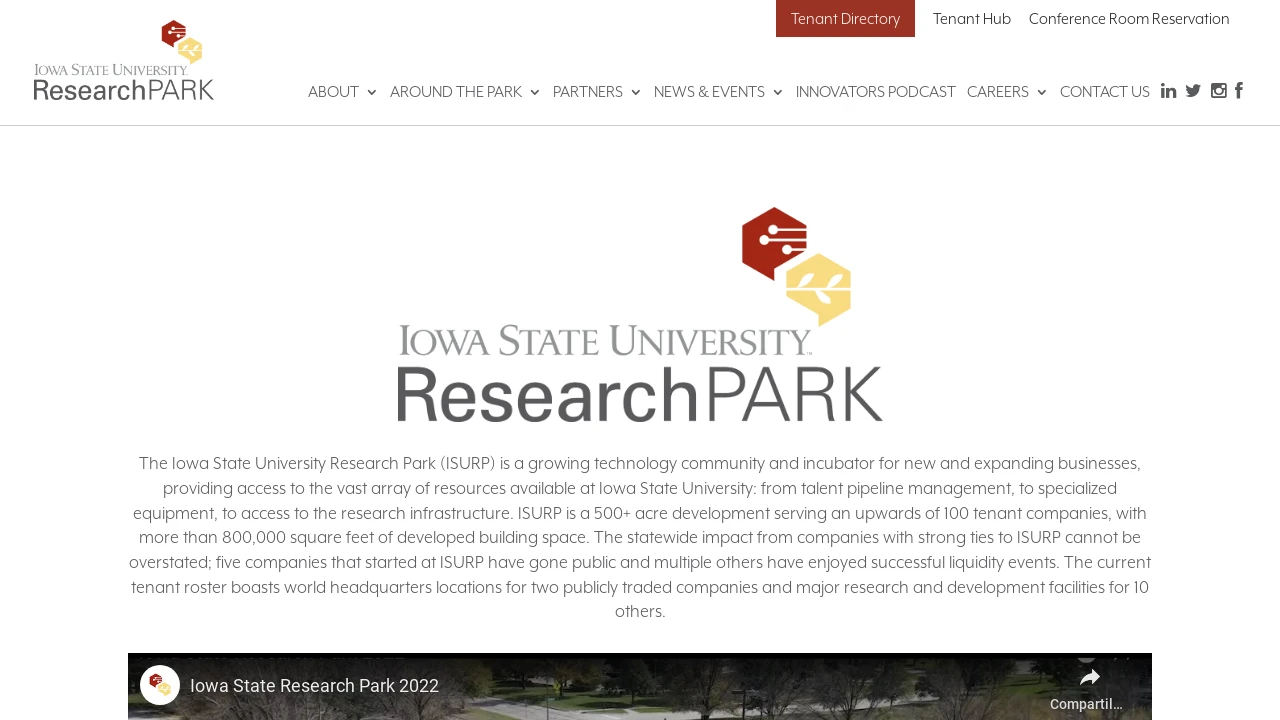 Tenant Directory
Tenant Hub
Conference Room Reservation
IOWA STATE UNIVERSITY
ResearchPARK
ABOUT
AROUND THE PARK
PARTNERS
NEWS & EVENTS
INNOVATORS PODCAST
CAREERS
CONTACT US
IOWA STATE UNIVERSITY™
ResearchPARK
The Iowa State University Research Park (ISURP) is a growing technology community and incubator for new and expanding businesses,
providing access to the vast array of resources available at Iowa State University: from talent pipeline management, to specialized
equipment, to access to the research infrastructure. ISURP is a 500+ acre development serving an upwards of 100 tenant companies, with
more than 800,000 square feet of developed building space. The statewide impact from companies with strong ties to ISURP cannot be
overstated; five companies that started at ISURP have gone public and multiple others have enjoyed successful liquidity events. The current
tenant roster boasts world headquarters locations for two publicly traded companies and major research and development facilities for 10
others.
Iowa State Research Park 2022
Compartil...